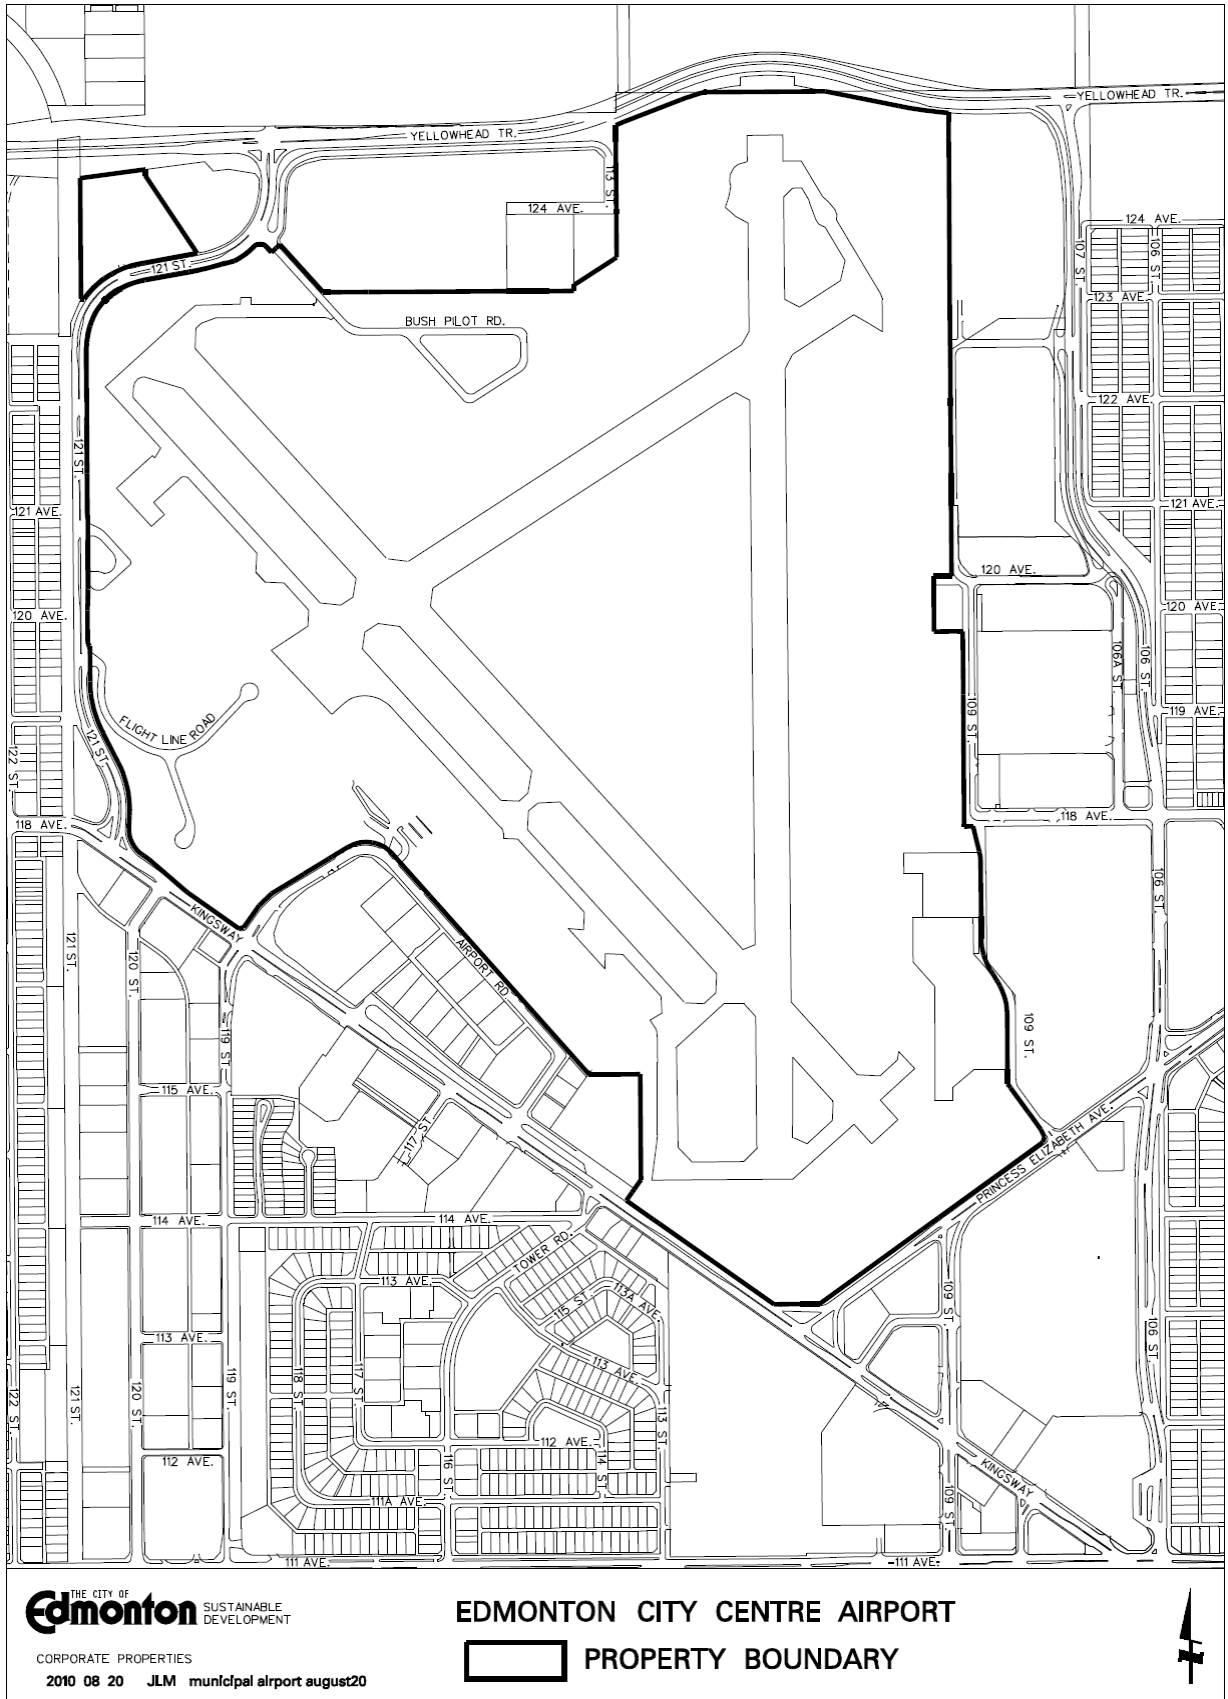 YELLOWHEAD TR.
YELLOWHEAD TR.
113 ST.
124 AVE.
124 AVE.
107 ST.
106 ST.
121 ST.
123 AVE.
BUSH PILOT RD.
122 AVE.
121 ST.
121 AVE.
121 AVE.
120 AVE.
120 AVE.
120 AVE.
106A ST.
106 ST.
109 ST.
119 AVE.
FLIGHT LINE ROAD
121 ST.
122 ST.
118 AVE.
118 AVE.
106 ST.
KINGSWAY
121 ST.
120 ST.
AIRPORT RD.
119 ST.
109 ST.
115 AVE.
117 ST.
PRINCESS ELIZABETH AVE.
114 AVE.
114 AVE.
TOWER RD.
113 AVE.
115 ST.
113A AVE.
109 ST.
106 ST.
113 AVE.
113 AVE.
122 ST.
121 ST.
120 ST.
119 ST.
118 ST.
117 ST.
113 ST.
112 AVE.
112 AVE.
116 ST.
114 ST.
KINGSWAY
109 ST.
111A AVE.
111 AVE.
111 AVE.
THE CITY OF
Edmonton
SUSTAINABLE
DEVELOPMENT
CORPORATE PROPERTIES
2010 08 20 JLM municipal airport august20
EDMONTON CITY CENTRE AIRPORT
PROPERTY BOUNDARY